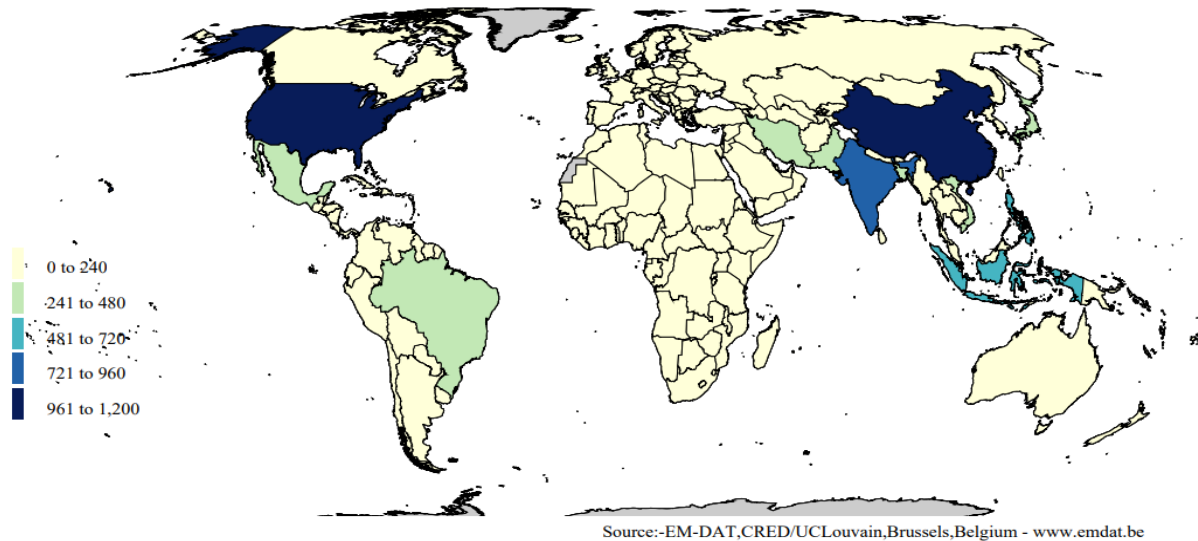 0 to 240
241 to 480
481 to 720
721 to 960
961 to 1,200
Source:-EM-DAT,CRED/UCLouvain,Brussels,Belgium - www.emdat.be